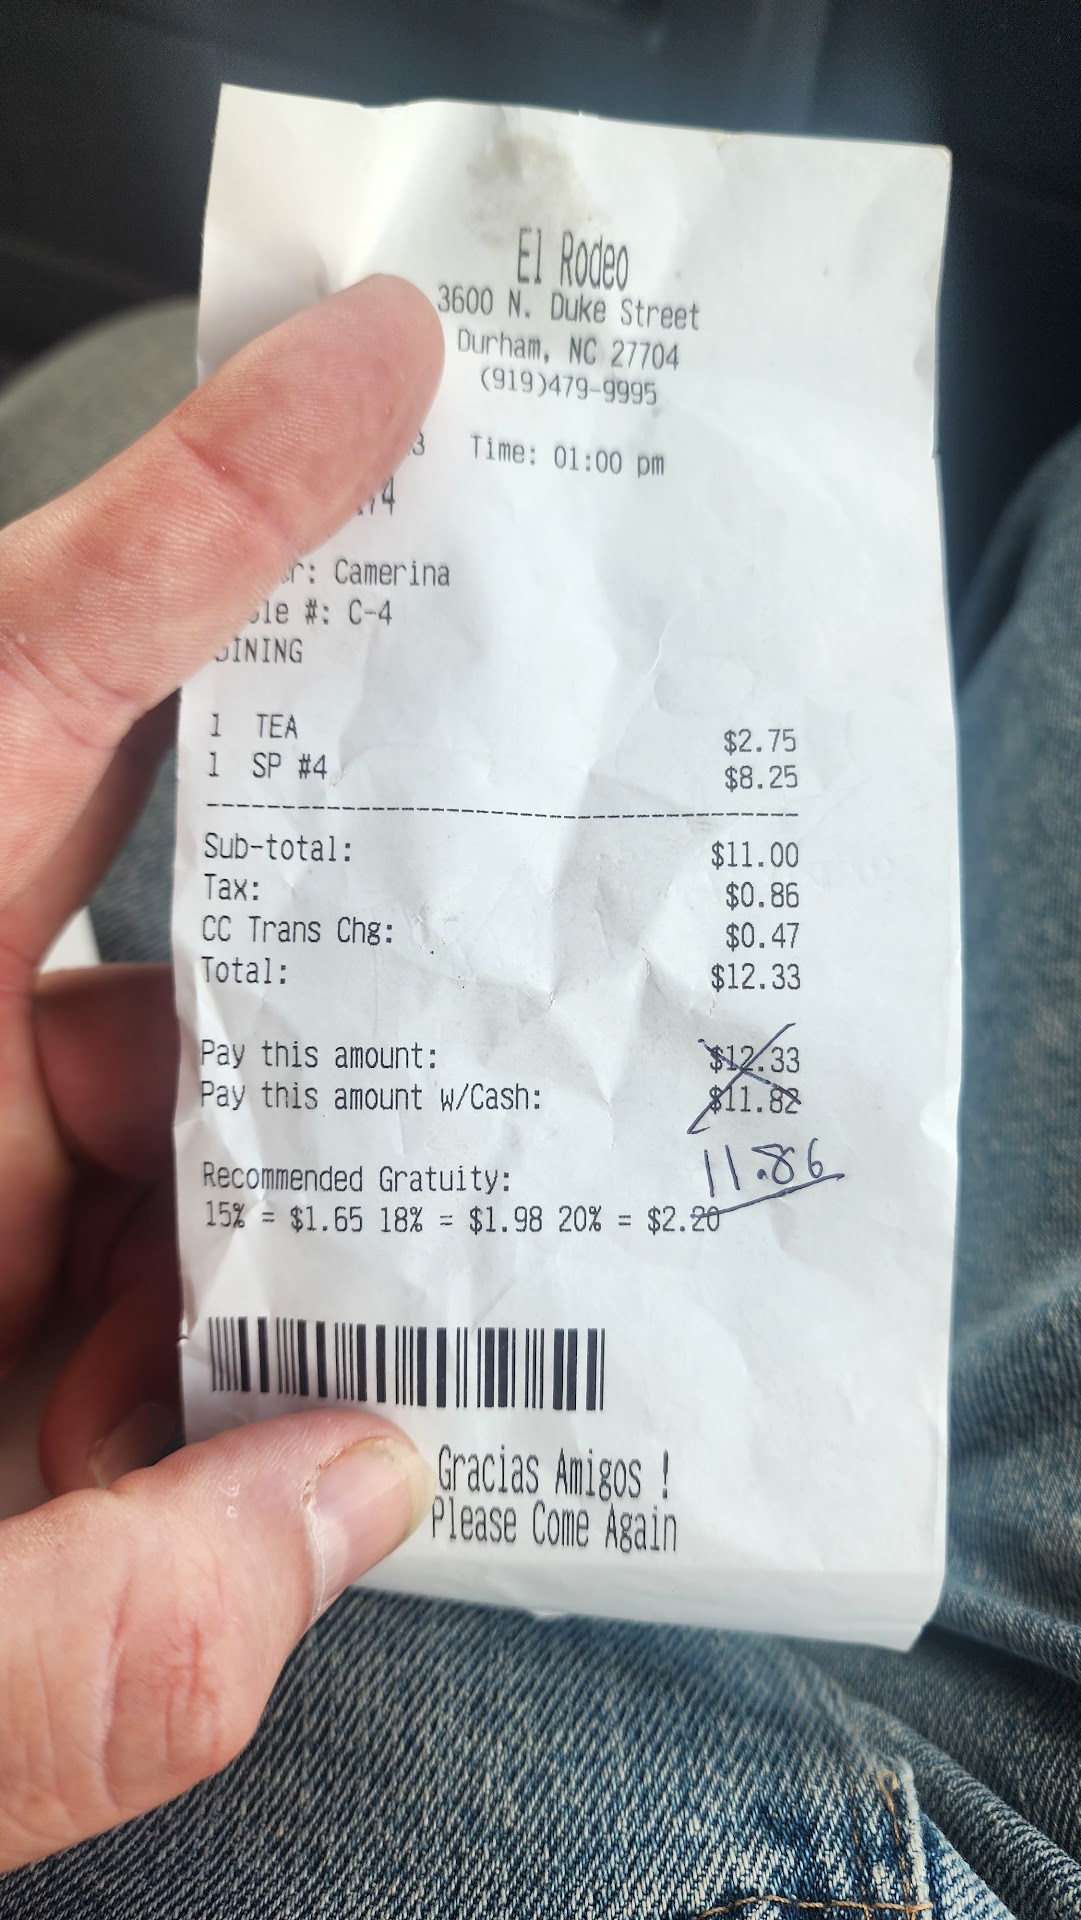 El Rodeo
3600 N. Duke Street
Durham, NC 27704
(919)479-9995
3 Time: 01:00 pm
74
r: Camerina
le #: C-4
DINING
1 TEA $2.75
1 SP #4 $8.25
Sub-total: $11.00
Tax: $0.86
CC Trans Chg: $0.47
Total: $12.33
Pay this amount: $12.33
Pay this amount w/Cash: $11.82
11.86
Recommended Gratuity:
15% = $1.65 18% = $1.98 20% = $2.20
Gracias Amigos !
Please Come Again